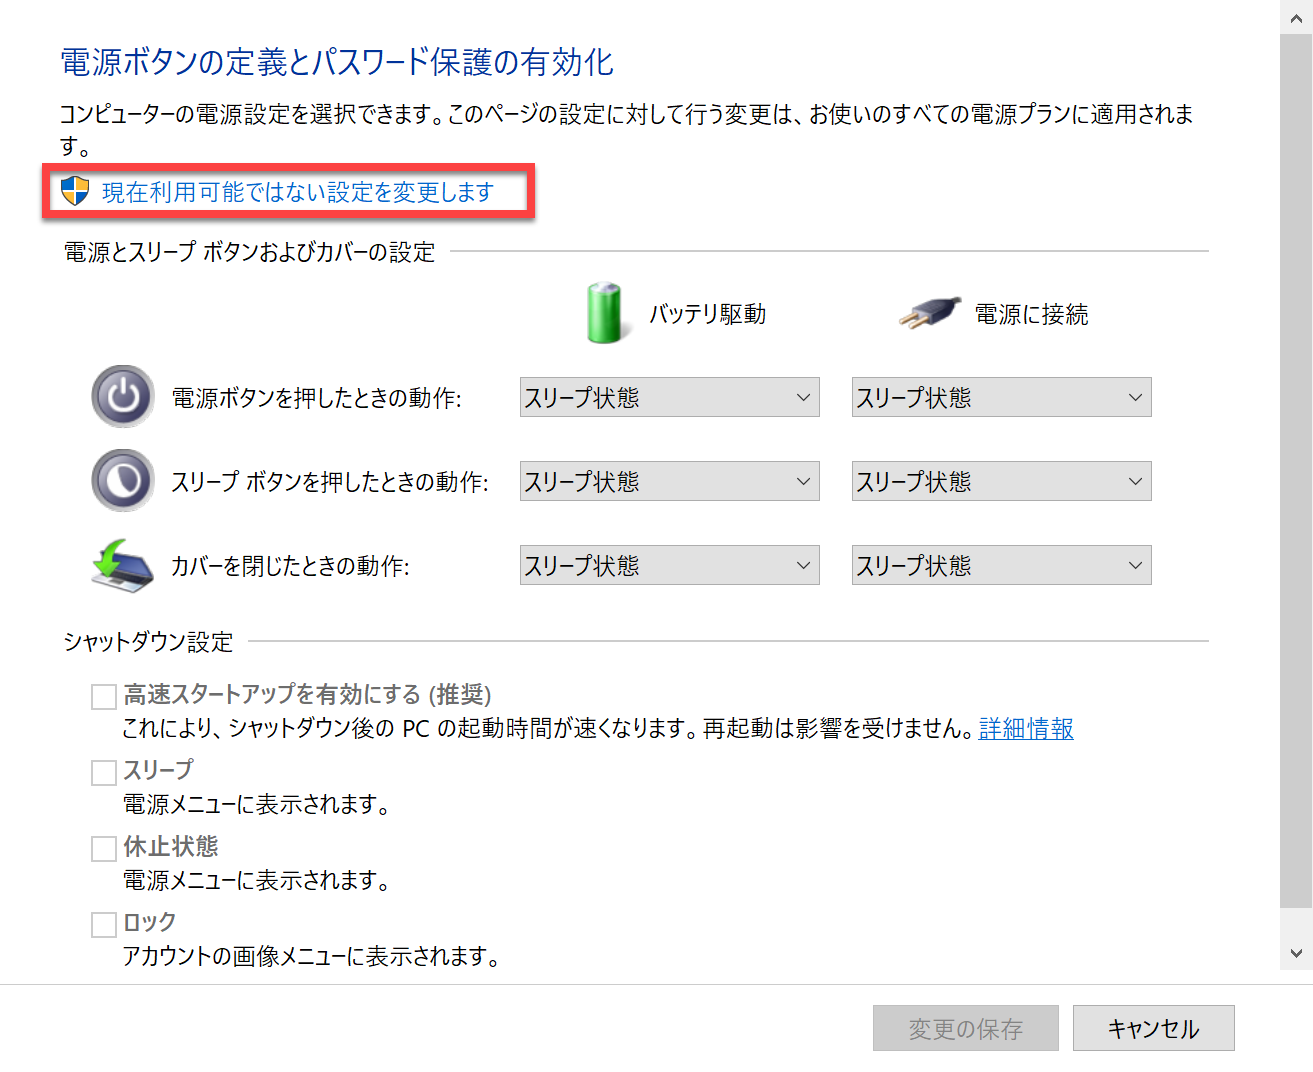 電源ボタンの定義とパスワード保護の有効化
コンピューターの電源設定を選択できます。このページの設定に対して行う変更は、お使いのすべての電源プランに適用されま
す。
現在利用可能ではない設定を変更します
電源とスリープ ボタンおよびカバーの設定
バッテリ駆動 電源に接続
電源ボタンを押したときの動作: スリープ状態 スリープ状態
スリープ ボタンを押したときの動作: スリープ状態 スリープ状態
カバーを閉じたときの動作: スリープ状態 スリープ状態
シャットダウン設定
高速スタートアップを有効にする (推奨)
これにより、シャットダウン後の PC の起動時間が速くなります。再起動は影響を受けません。詳細情報
スリープ
電源メニューに表示されます。
休止状態
電源メニューに表示されます。
ロック
アカウントの画像メニューに表示されます。
変更の保存 キャンセル